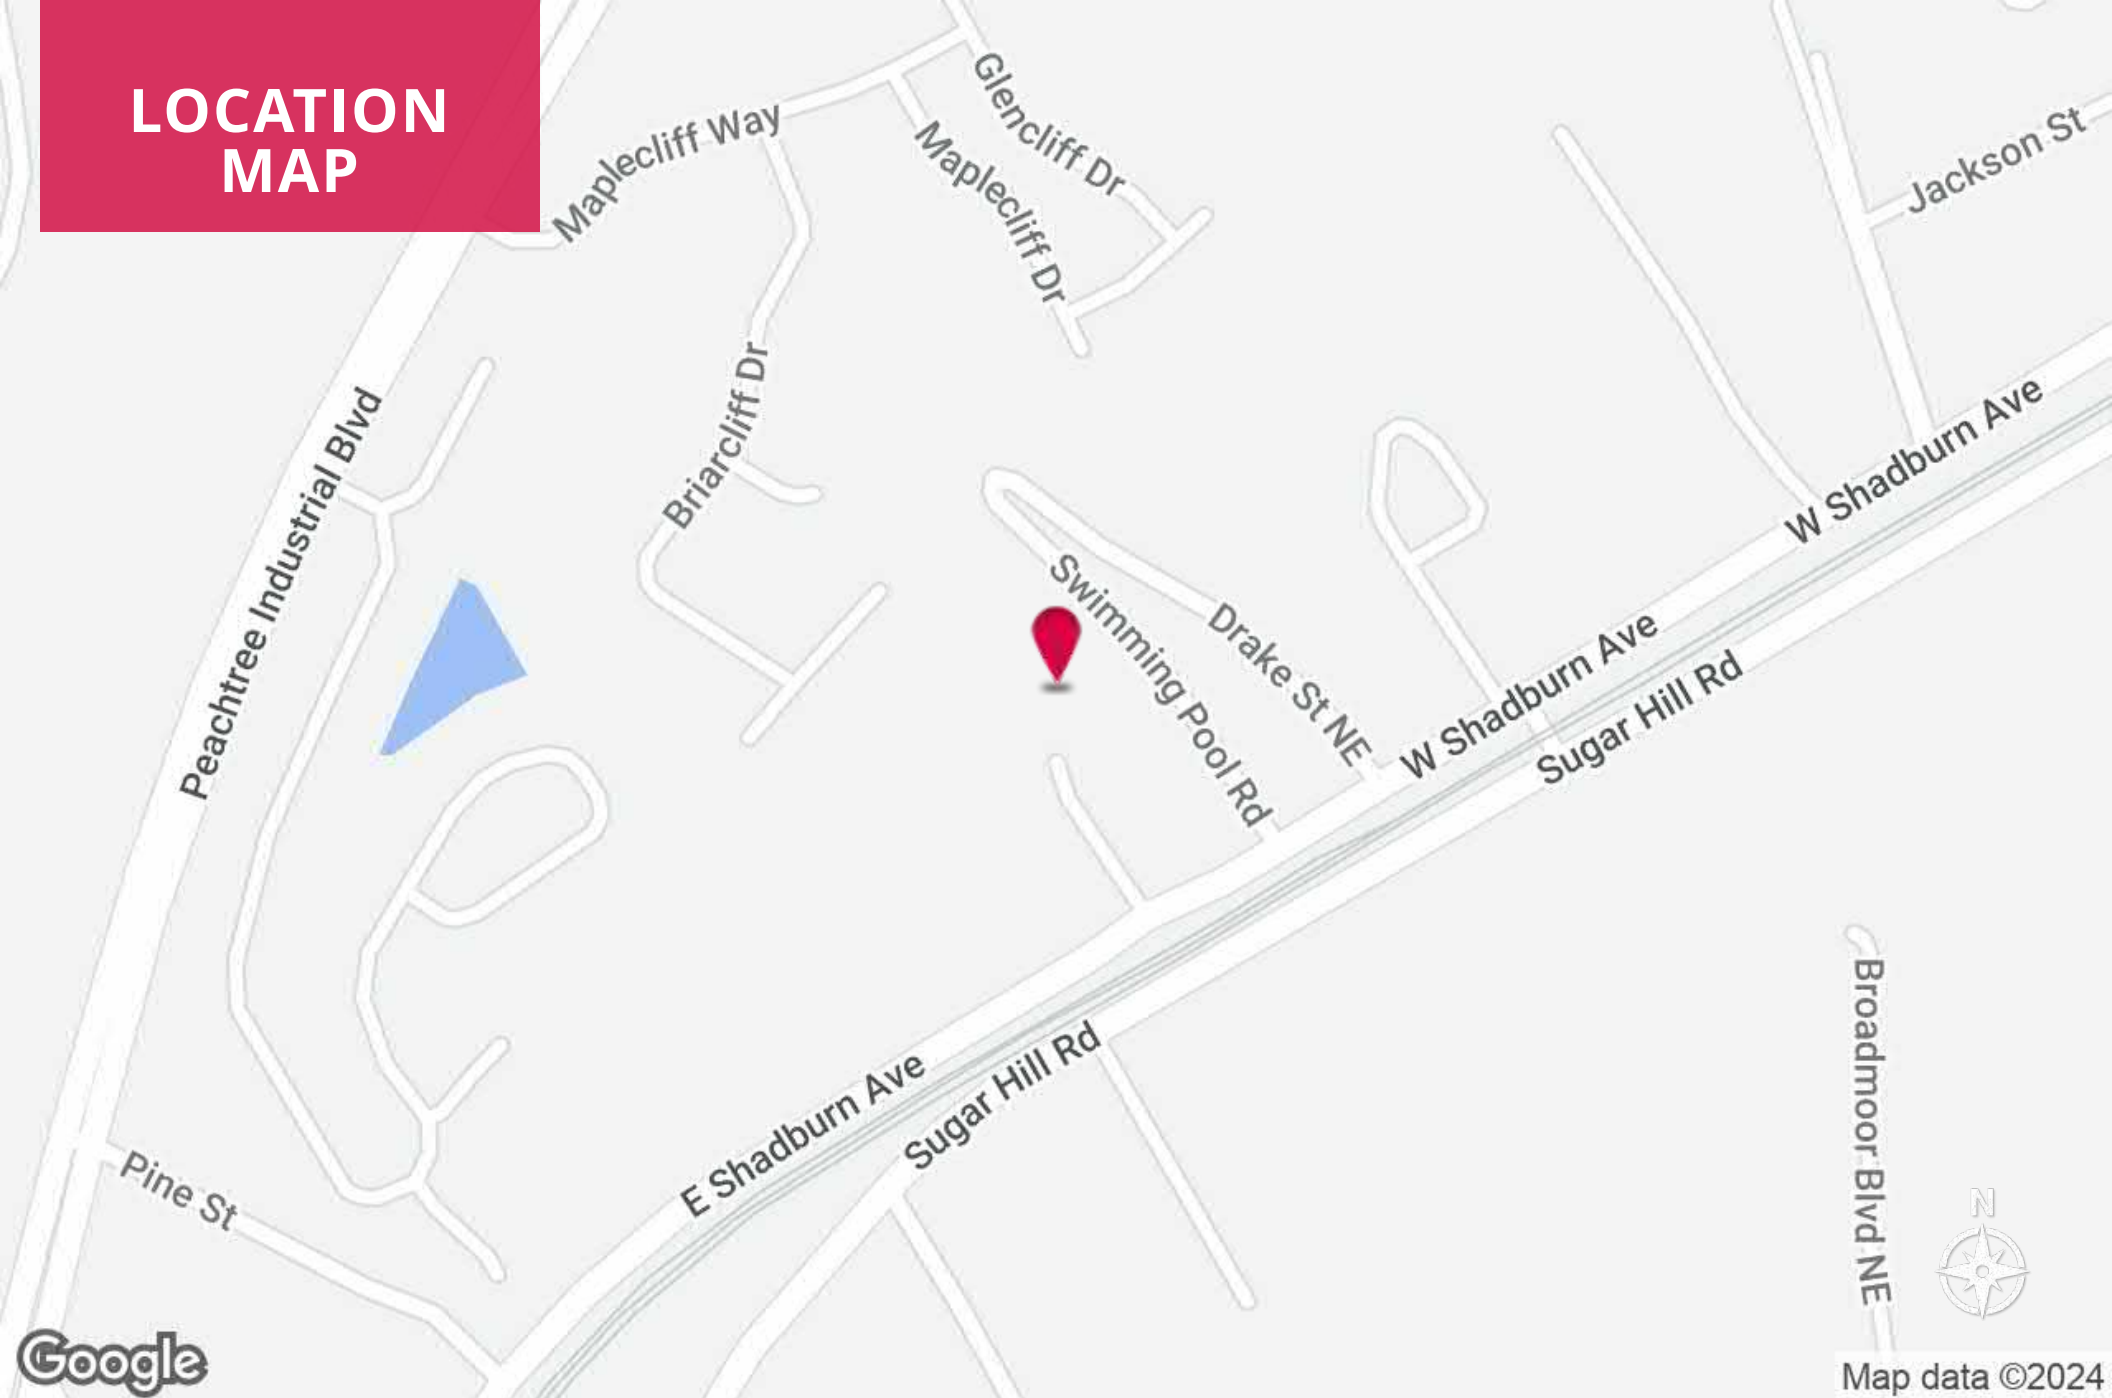 LOCATION
MAP
Glencliff Dr
Maplecliff Way
Maplecliff Dr
Jackson St
Briarcliff Dr
Peachtree Industrial Blvd
W Shadburn Ave
Swimming Pool Rd
Drake St NE
W Shadburn Ave
Sugar Hill Rd
Broadmoor Blvd NE
Sugar Hill Rd
E Shadburn Ave
Pine St
N
Google
Map data ©2024